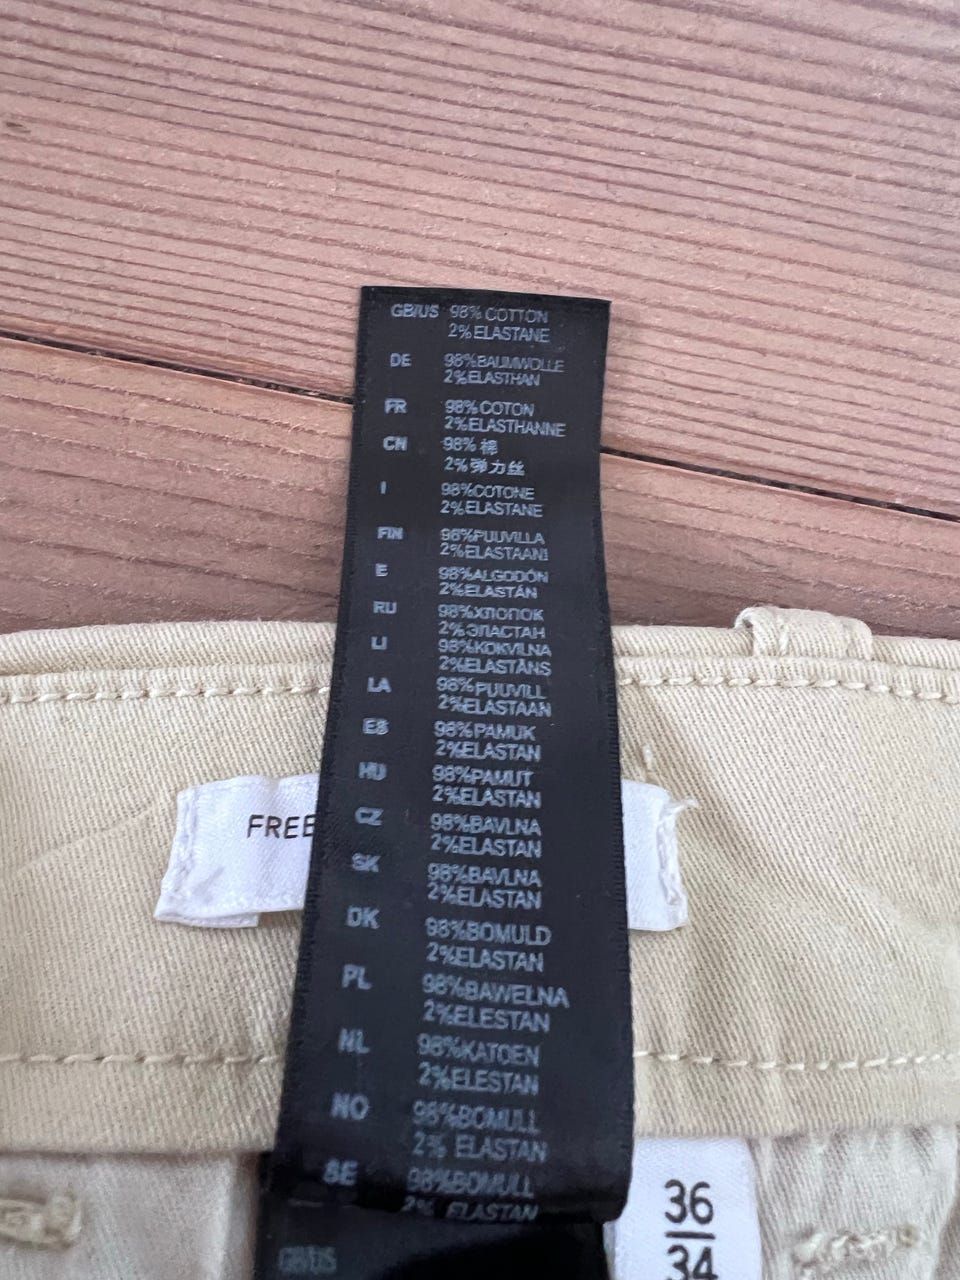 GB/US 98% COTTON
2% ELASTANE
DE 98%BAUMWOLLE
2%ELASTHAN
FR 98%COTON
2%ELASTHANNE
CN 98% 棉
2%弹力丝
I 98%COTONE
2%ELASTANE
FIN 98%PUUVILLA
2%ELASTAANI
E 98%ALGODÓN
2%ELASTÁN
RU 98%ХЛОПОК
2%ЭЛАСТАН
LI 98%KOKVILNA
2%ELASTĀNS
LA 98%PUUVILL
2%ELASTAAN
ES 98%PAMUK
2%ELASTAN
HU 98%PAMUT
2%ELASTAN
CZ 98%BAVLNA
2%ELASTAN
SK 98%BAVLNA
2%ELASTAN
DK 98%BOMULD
2%ELASTAN
PL 98%BAWELNA
2%ELESTAN
NL 98%KATOEN
2%ELESTAN
NO 98%BOMULL
2% ELASTAN
SE 98%BOMULL
2% ELASTAN
GB/US
FREE
36
34